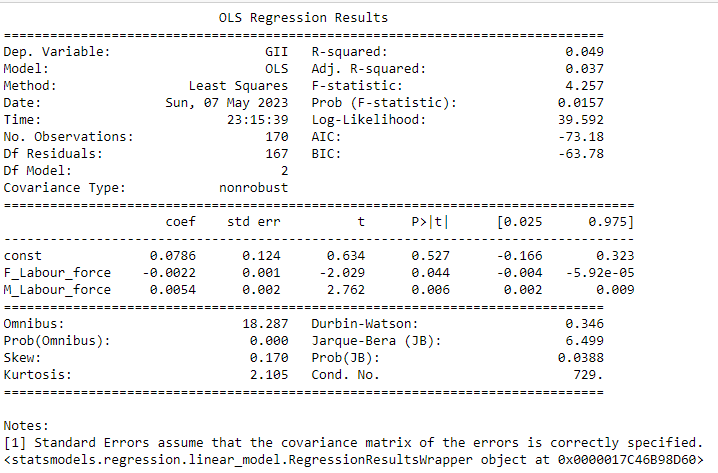 OLS Regression Results
==============================================================================
Dep. Variable: GII R-squared: 0.049
Model: OLS Adj. R-squared: 0.037
Method: Least Squares F-statistic: 4.257
Date: Sun, 07 May 2023 Prob (F-statistic): 0.0157
Time: 23:15:39 Log-Likelihood: 39.592
No. Observations: 170 AIC: -73.18
Df Residuals: 167 BIC: -63.78
Df Model: 2
Covariance Type: nonrobust
==================================================================================
coef std err t P>|t| [0.025 0.975]
----------------------------------------------------------------------------------
const 0.0786 0.124 0.634 0.527 -0.166 0.323
F_Labour_force -0.0022 0.001 -2.029 0.044 -0.004 -5.92e-05
M_Labour_force 0.0054 0.002 2.762 0.006 0.002 0.009
==============================================================================
Omnibus: 18.287 Durbin-Watson: 0.346
Prob(Omnibus): 0.000 Jarque-Bera (JB): 6.499
Skew: 0.170 Prob(JB): 0.0388
Kurtosis: 2.105 Cond. No. 729.
==============================================================================
Notes:
[1] Standard Errors assume that the covariance matrix of the errors is correctly specified.
<statsmodels.regression.linear_model.RegressionResultsWrapper object at 0x0000017C46B98D60>